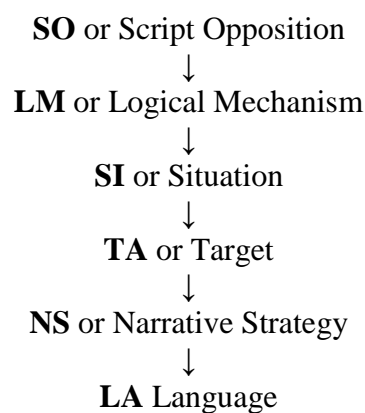 SO or Script Opposition
↓
LM or Logical Mechanism
↓
SI or Situation
↓
TA or Target
↓
NS or Narrative Strategy
↓
LA Language